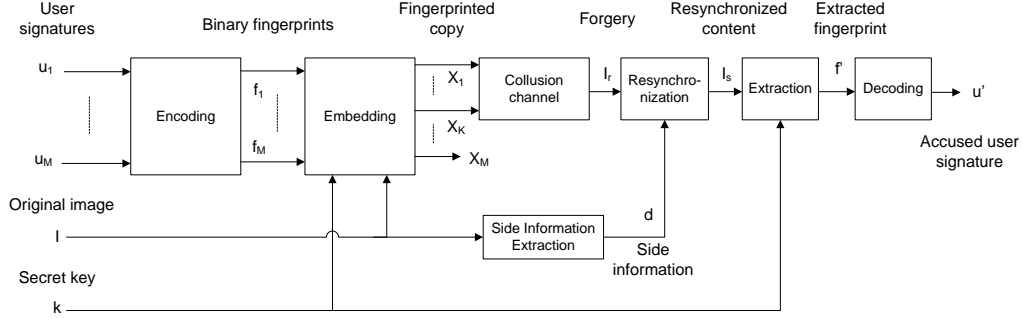 User
signatures
Binary fingerprints
Fingerprinted
copy
Forgery
Resynchronized
content
Extracted
fingerprint
u1
uM
Encoding
f1
fM
Embedding
X1
XK
XM
Collusion
channel
Ir
Resynchro-
nization
Is
Extraction
f'
Decoding
u'
Accused user
signature
Original image
I
Side Information
Extraction
d
Side
information
Secret key
k